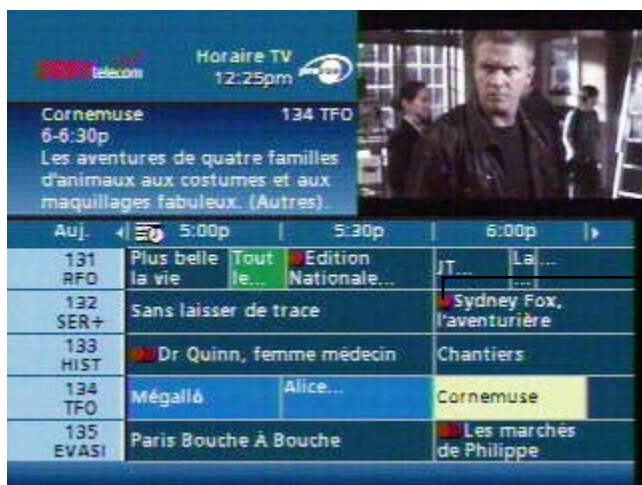 telecom
Horaire TV
12:25pm
Cornemuse 134 TFO
6-6:30p
Les aventures de quatre familles
d'animaux aux costumes et aux
maquillages fabuleux. (Autres).
Auj. 5:00p 5:30p 6:00p
131 RFO
Plus belle la vie
Tout le...
Edition Nationale...
JT...
La... ...
...
132 SER+
Sans laisser de trace
Sydney Fox, l'aventurière
133 HIST
Dr Quinn, femme médecin
Chantiers
134 TFO
Mégallô
Alice...
Cornemuse
135 EVASI
Paris Bouche À Bouche
Les marchés de Philippe